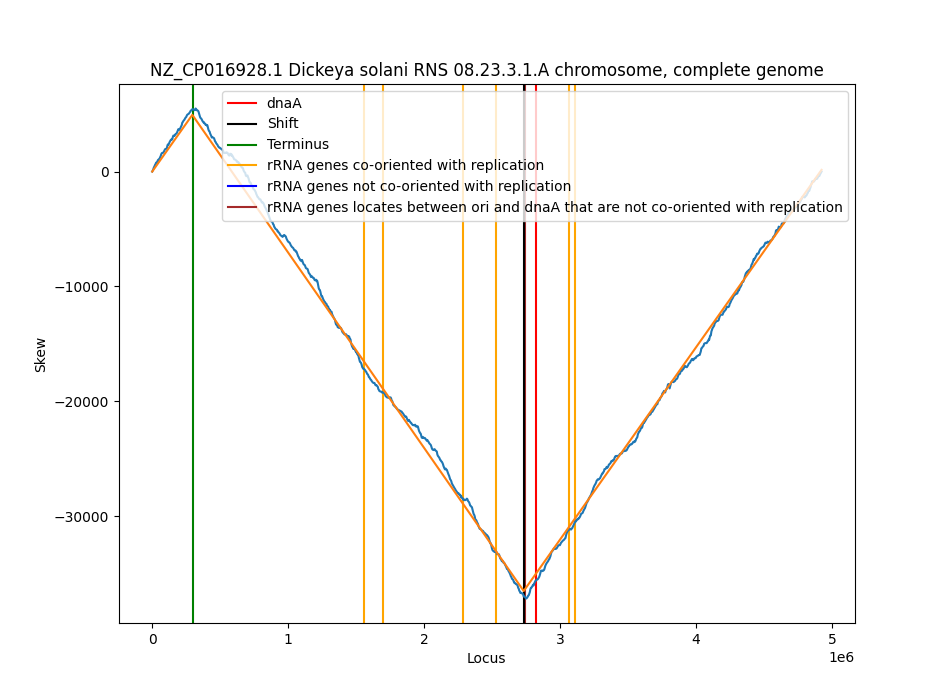 NZ_CP016928.1 Dickeya solani RNS 08.23.3.1.A chromosome, complete genome
dnaA
Shift
Terminus
rRNA genes co-oriented with replication
rRNA genes not co-oriented with replication
rRNA genes locates between ori and dnaA that are not co-oriented with replication
0
−10000
−20000
−30000
Skew
0 1 2 3 4 5
1e6
Locus